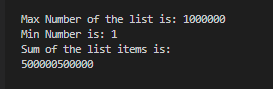 Max Number of the list is: 1000000
Min Number is: 1
Sum of the list items is:
500000500000